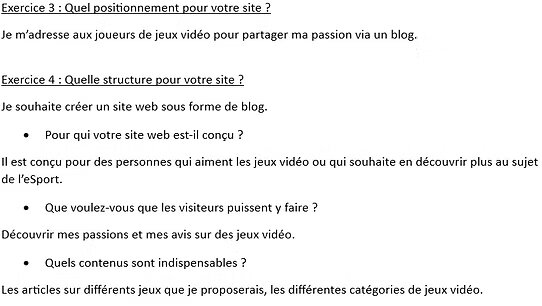 Exercice 3 : Quel positionnement pour votre site ?
Je m’adresse aux joueurs de jeux vidéo pour partager ma passion via un blog.
Exercice 4 : Quelle structure pour votre site ?
Je souhaite créer un site web sous forme de blog.
• Pour qui votre site web est-il conçu ?
Il est conçu pour des personnes qui aiment les jeux vidéo ou qui souhaite en découvrir plus au sujet
de l’eSport.
• Que voulez-vous que les visiteurs puissent y faire ?
Découvrir mes passions et mes avis sur des jeux vidéo.
• Quels contenus sont indispensables ?
Les articles sur différents jeux que je proposerais, les différentes catégories de jeux vidéo.